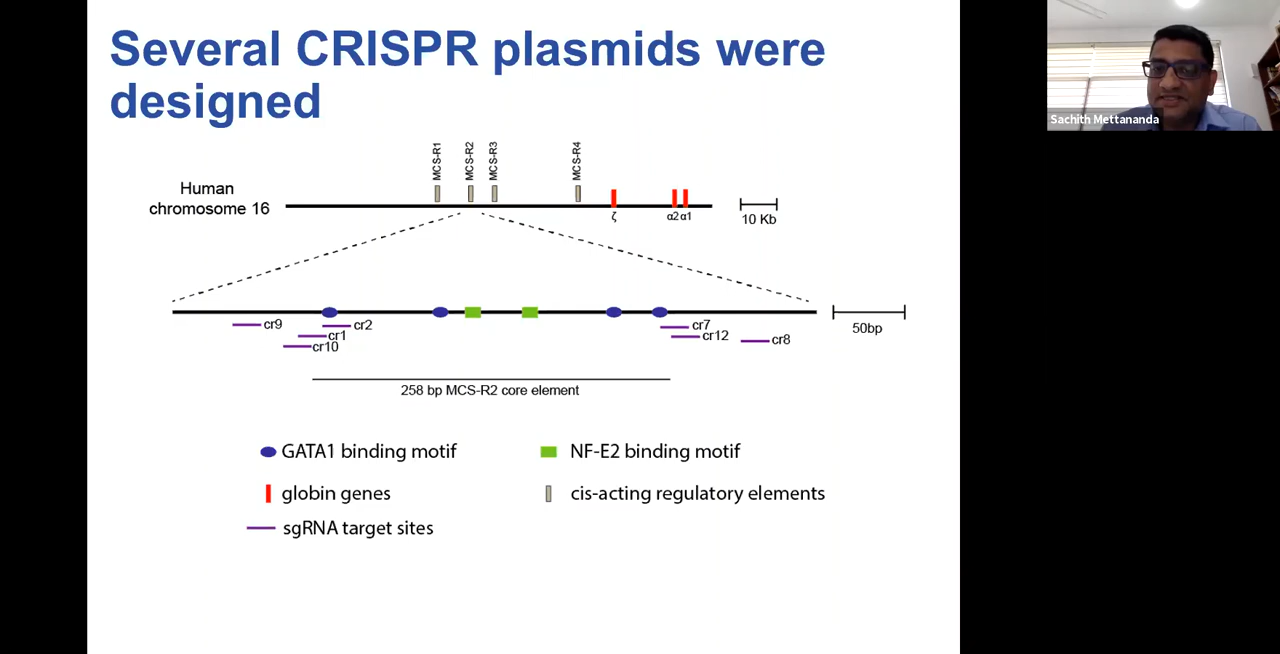 Several CRISPR plasmids were
designed
Sachith Mettananda
MCS-R1
MCS-R2
MCS-R3
MCS-R4
Human
chromosome 16
ζ
α2
α1
10 Kb
cr9
cr2
cr1
cr10
cr7
cr12
cr8
50bp
258 bp MCS-R2 core element
GATA1 binding motif
NF-E2 binding motif
globin genes
cis-acting regulatory elements
sgRNA target sites